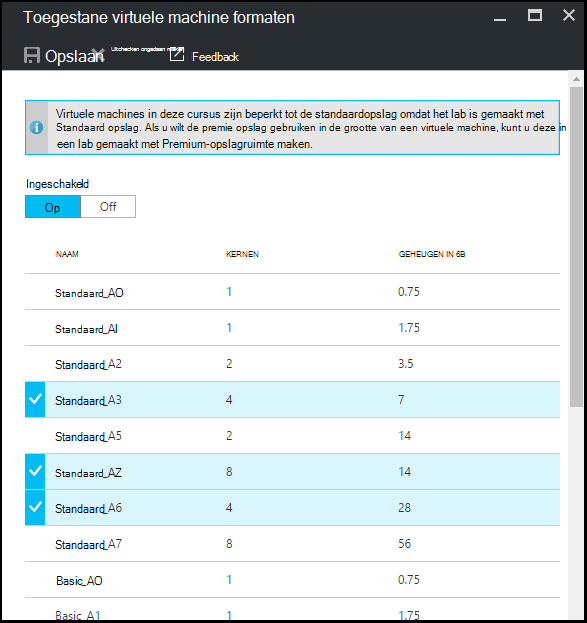 Toegestane virtuele machine formaten
Opslaan Uitchecken ongedaan maken Feedback
Virtuele machines in deze cursus zijn beperkt tot de standaardopslag omdat het lab is gemaakt met
Standaard opslag. Als u wilt de premie opslag gebruiken in de grootte van een virtuele machine, kunt u deze in
een lab gemaakt met Premium-opslagruimte maken.
Ingeschakeld
Op Off
NAAM KERNEN GEHEUGEN IN 6B
Standaard_AO 1 0.75
Standaard_AI 1 1.75
Standaard_A2 2 3.5
Standaard_A3 4 7
Standaard_A5 2 14
Standaard_AZ 8 14
Standaard_A6 4 28
Standaard_A7 8 56
Basic_AO 1 0.75
Basic_A1 1 1.75